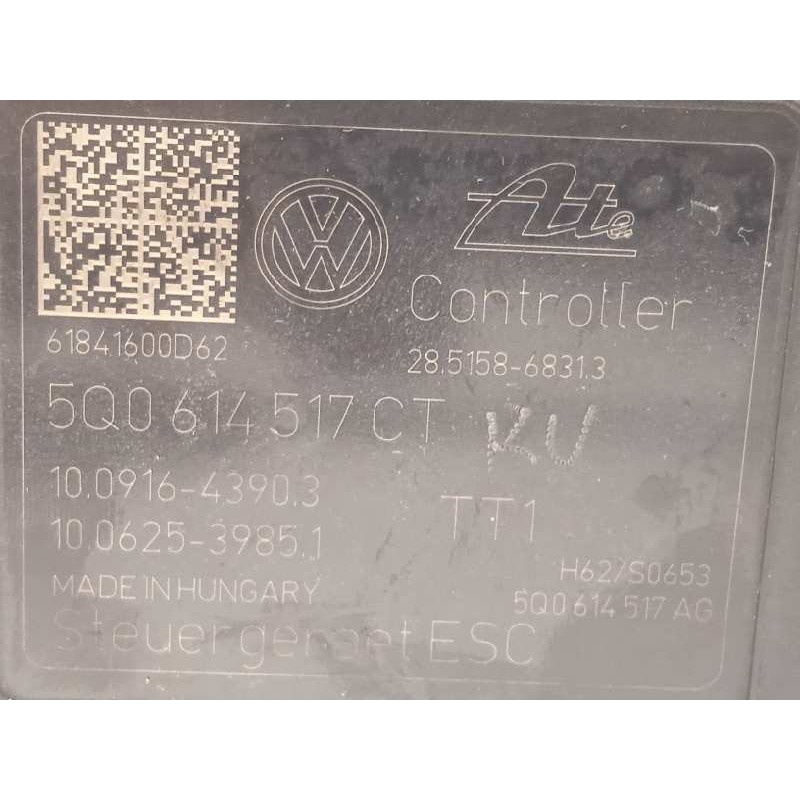 VW
Ate
Controller
61841600D62
28.5158-6831.3
5Q0 614 517 CT
KU
10.0916-4390.3
TT1
10.0625-3985.1
H62/S0653
MADE IN HUNGARY
5Q0 614 517 AG
Steuergeraet ESC